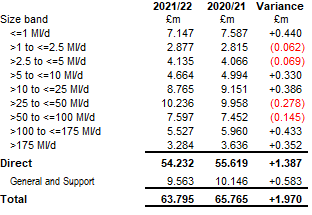 2021/22 2020/21 Variance
Size band £m £m £m
<=1 Ml/d 7.147 7.587 +0.440
>1 to <=2.5 Ml/d 2.877 2.815 (0.062)
>2.5 to <=5 Ml/d 4.135 4.066 (0.069)
>5 to <=10 Ml/d 4.664 4.994 +0.330
>10 to <=25 Ml/d 8.765 9.151 +0.386
>25 to <=50 Ml/d 10.236 9.958 (0.278)
>50 to <=100 Ml/d 7.597 7.452 (0.145)
>100 to <=175 Ml/d 5.527 5.960 +0.433
>175 Ml/d 3.284 3.636 +0.352
Direct 54.232 55.619 +1.387
General and Support 9.563 10.146 +0.583
Total 63.795 65.765 +1.970